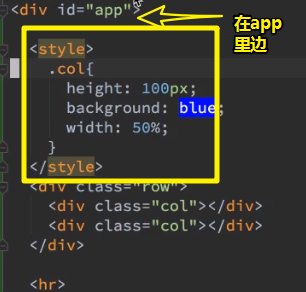 <div id="app">
在app
里边
<style>
.col{
height: 100px;
background: blue;
width: 50%;
}
</style>
<div class="row">
<div class="col"></div>
<div class="col"></div>
</div>
<hr>